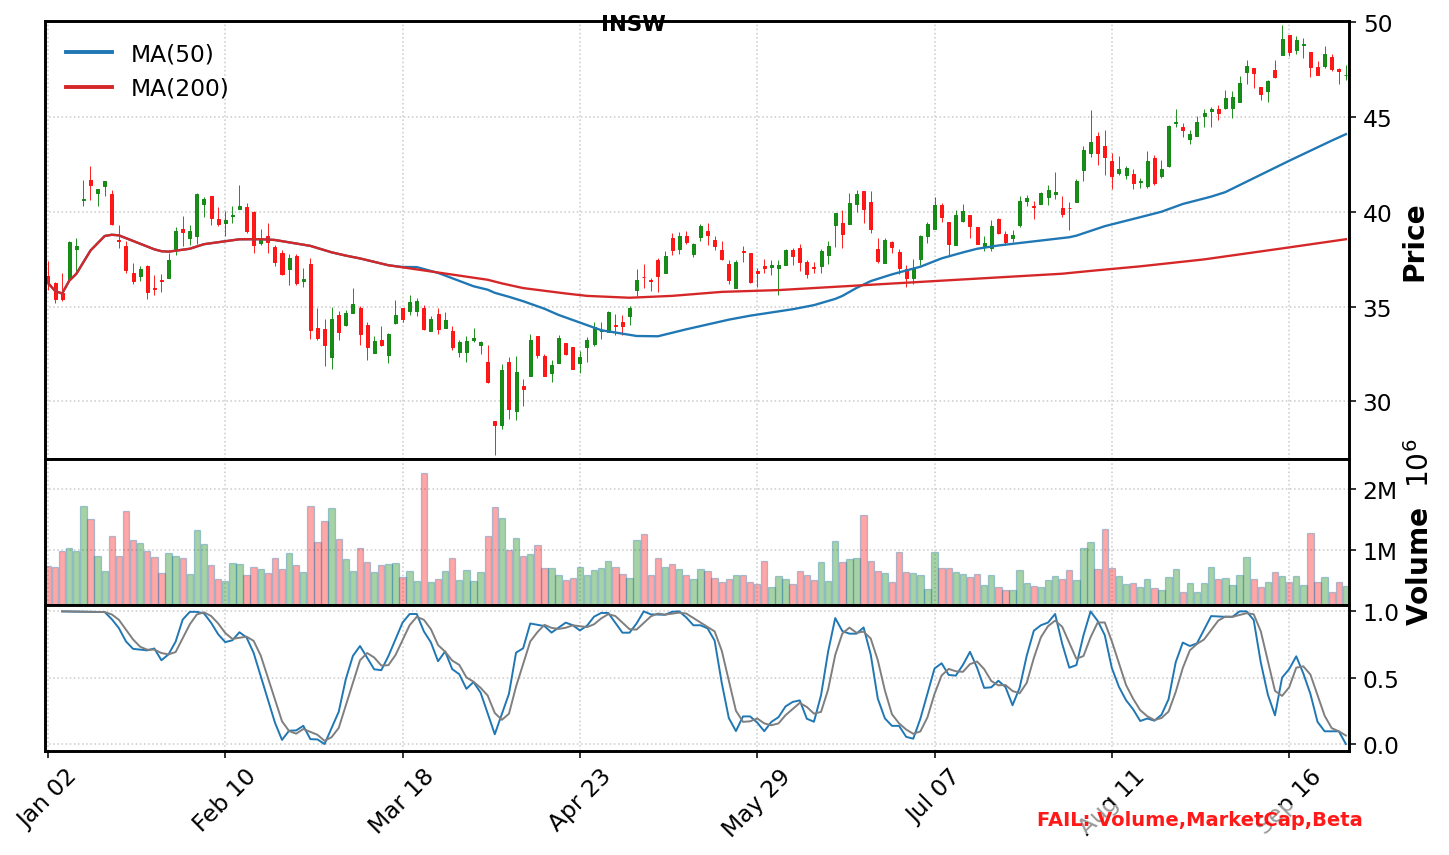 INSW
MA(50)
MA(200)
50
45
40
35
30
Price
2M
1M
Volume 10⁶
1.0
0.5
0.0
Jan 02
Feb 10
Mar 18
Apr 23
May 29
Jul 07
Aug 11
Sep 16
FAIL: Volume,MarketCap,Beta